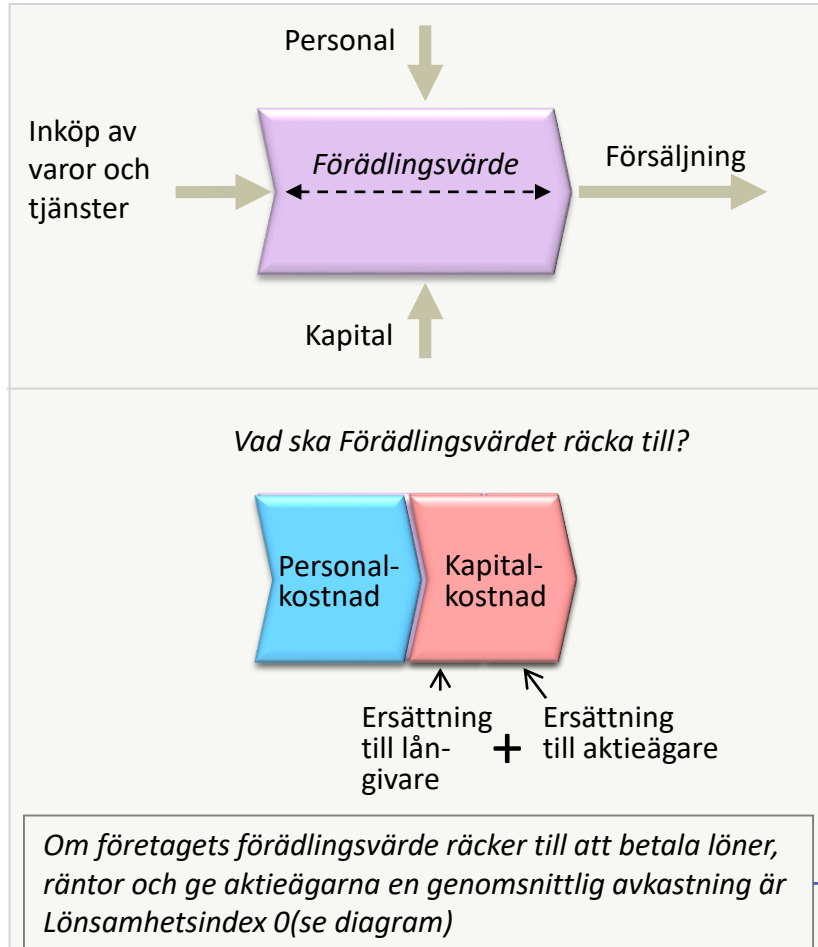 Personal
Inköp av
varor och
tjänster
Förädlingsvärde
Försäljning
Kapital
Vad ska Förädlingsvärdet räcka till?
Personal-
kostnad
Kapital-
kostnad
Ersättning
till lån-
givare
+
Ersättning
till aktieägare
Om företagets förädlingsvärde räcker till att betala löner,
räntor och ge aktieägarna en genomsnittlig avkastning är
Lönsamhetsindex 0(se diagram)